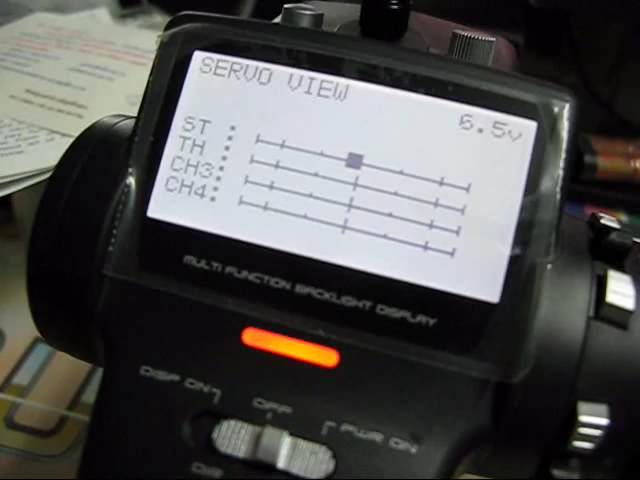 SERVO VIEW
6.5v
ST :
TH :
CH3:
CH4:
MULTI FUNCTION BACKLIGHT DISPLAY
DISP ON
OFF
PWR ON